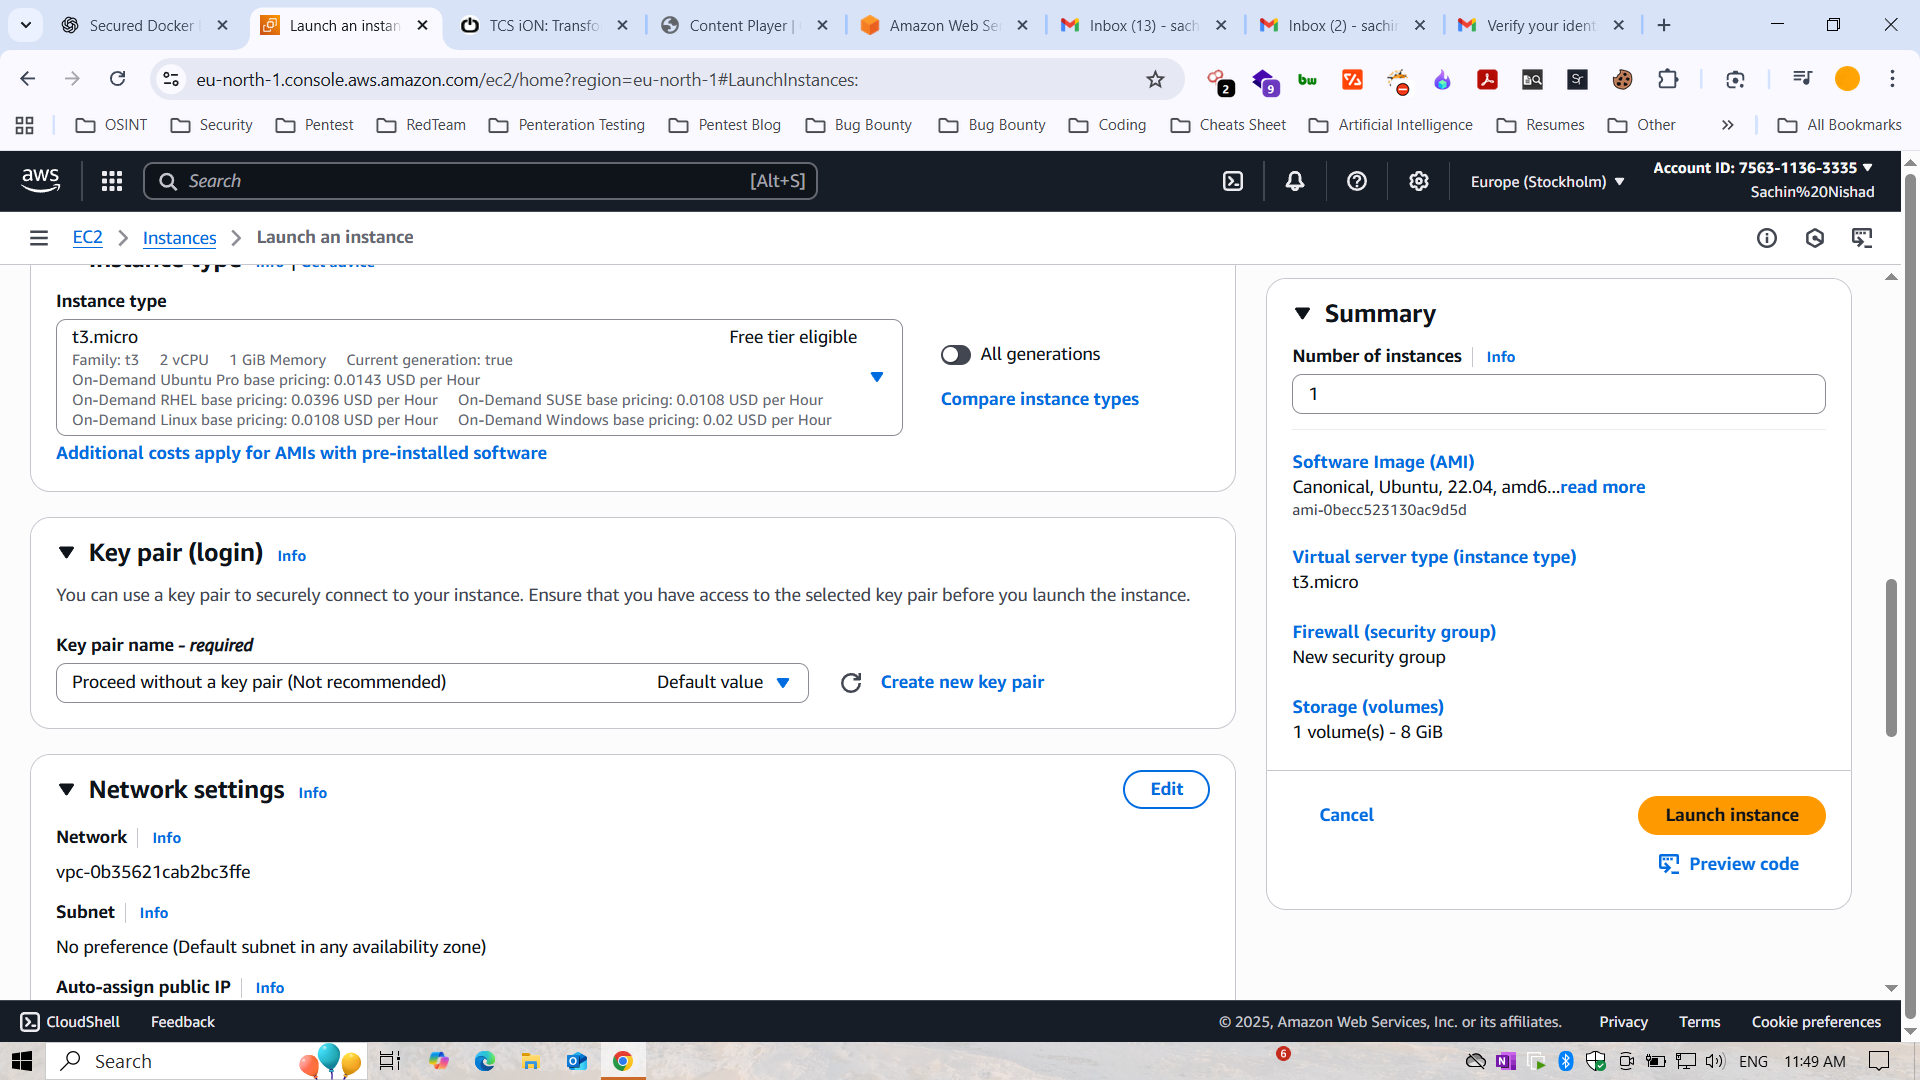 Secured Docker
Launch an instan
TCS iON: Transfo
Content Player |
Amazon Web Se
Inbox (13) - sach
Inbox (2) - sachin
Verify your ident
eu-north-1.console.aws.amazon.com/ec2/home?region=eu-north-1#LaunchInstances:
2
9
bw
Sr
OSINT
Security
Pentest
RedTeam
Penteration Testing
Pentest Blog
Bug Bounty
Bug Bounty
Coding
Cheats Sheet
Artificial Intelligence
Resumes
Other
All Bookmarks
aws
Search
[Alt+S]
Europe (Stockholm)
Account ID: 7563-1136-3335
Sachin%20Nishad
EC2
Instances
Launch an instance
Instance type Info | Get advice
Instance type
t3.micro
Free tier eligible
Family: t3 2 vCPU 1 GiB Memory Current generation: true
On-Demand Ubuntu Pro base pricing: 0.0143 USD per Hour
On-Demand RHEL base pricing: 0.0396 USD per Hour On-Demand SUSE base pricing: 0.0108 USD per Hour
On-Demand Linux base pricing: 0.0108 USD per Hour On-Demand Windows base pricing: 0.02 USD per Hour
All generations
Compare instance types
Additional costs apply for AMIs with pre-installed software
Key pair (login) Info
You can use a key pair to securely connect to your instance. Ensure that you have access to the selected key pair before you launch the instance.
Key pair name - required
Proceed without a key pair (Not recommended)
Default value
Create new key pair
Network settings Info
Edit
Network Info
vpc-0b35621cab2bc3ffe
Subnet Info
No preference (Default subnet in any availability zone)
Auto-assign public IP Info
Summary
Number of instances Info
1
Software Image (AMI)
Canonical, Ubuntu, 22.04, amd6...read more
ami-0becc523130ac9d5d
Virtual server type (instance type)
t3.micro
Firewall (security group)
New security group
Storage (volumes)
1 volume(s) - 8 GiB
Cancel
Launch instance
Preview code
CloudShell
Feedback
© 2025, Amazon Web Services, Inc. or its affiliates.
Privacy
Terms
Cookie preferences
Search
6
ENG
11:49 AM